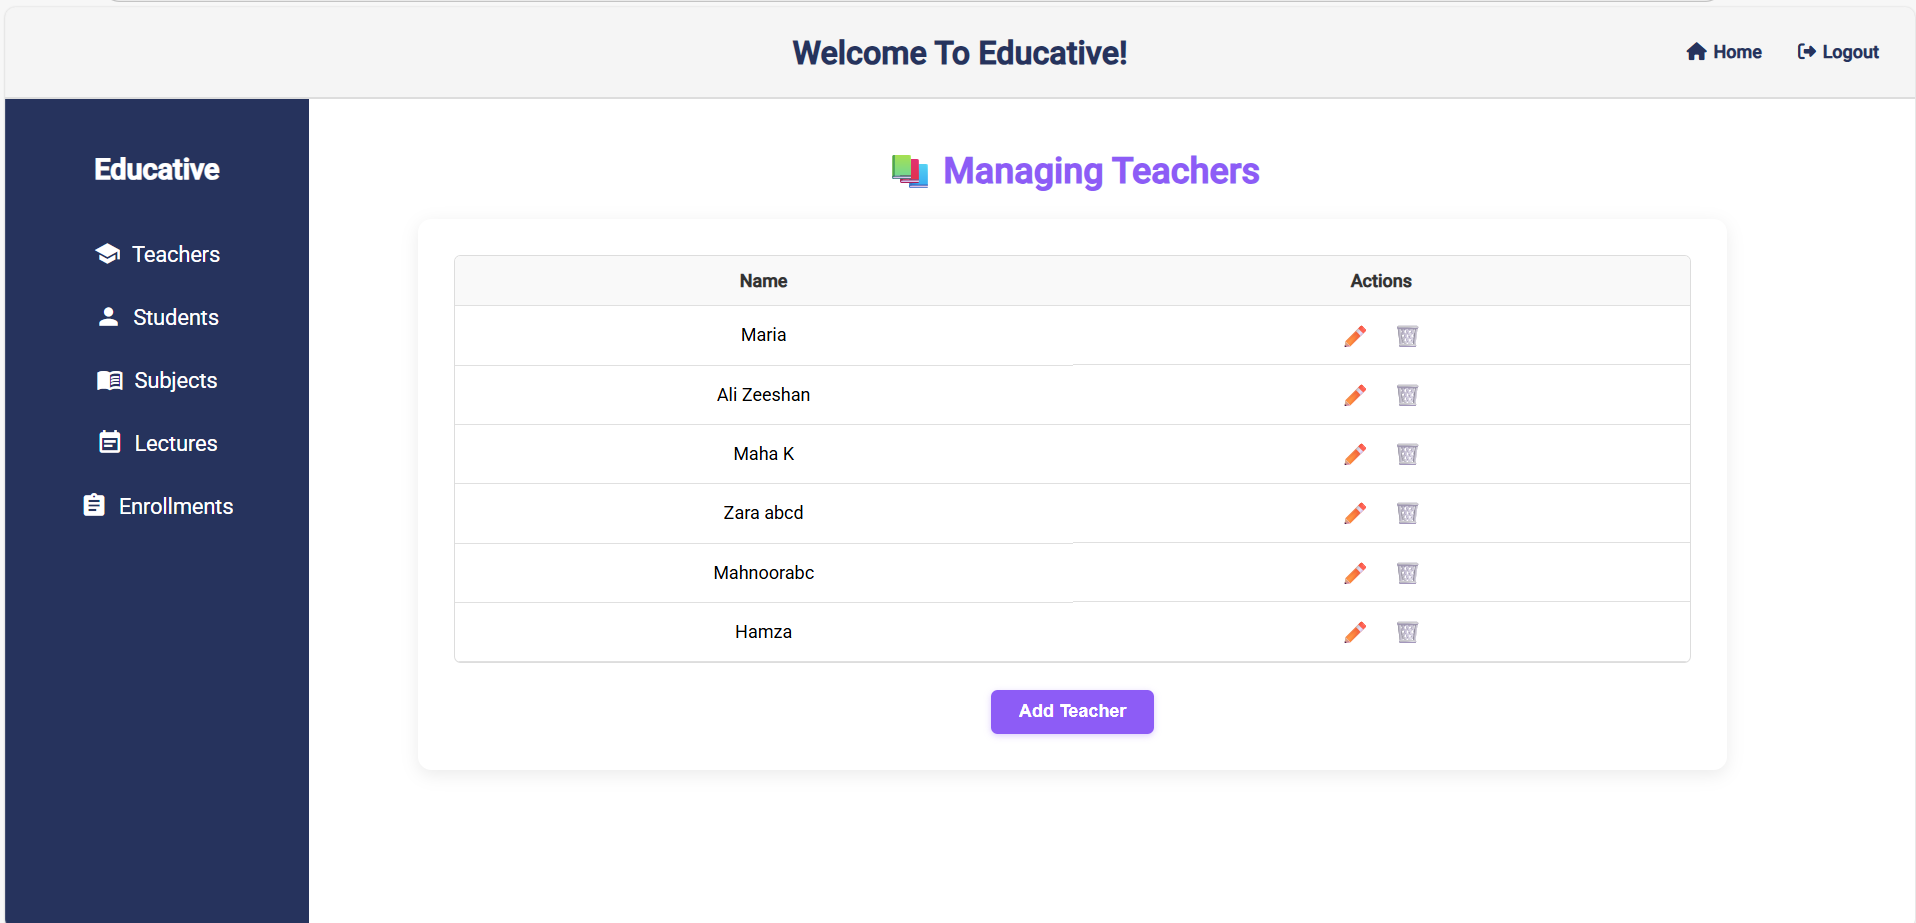 Welcome To Educative!
Home
Logout
Educative
Teachers
Students
Subjects
Lectures
Enrollments
Managing Teachers
Name Actions
Maria
Ali Zeeshan
Maha K
Zara abcd
Mahnoorabc
Hamza
Add Teacher